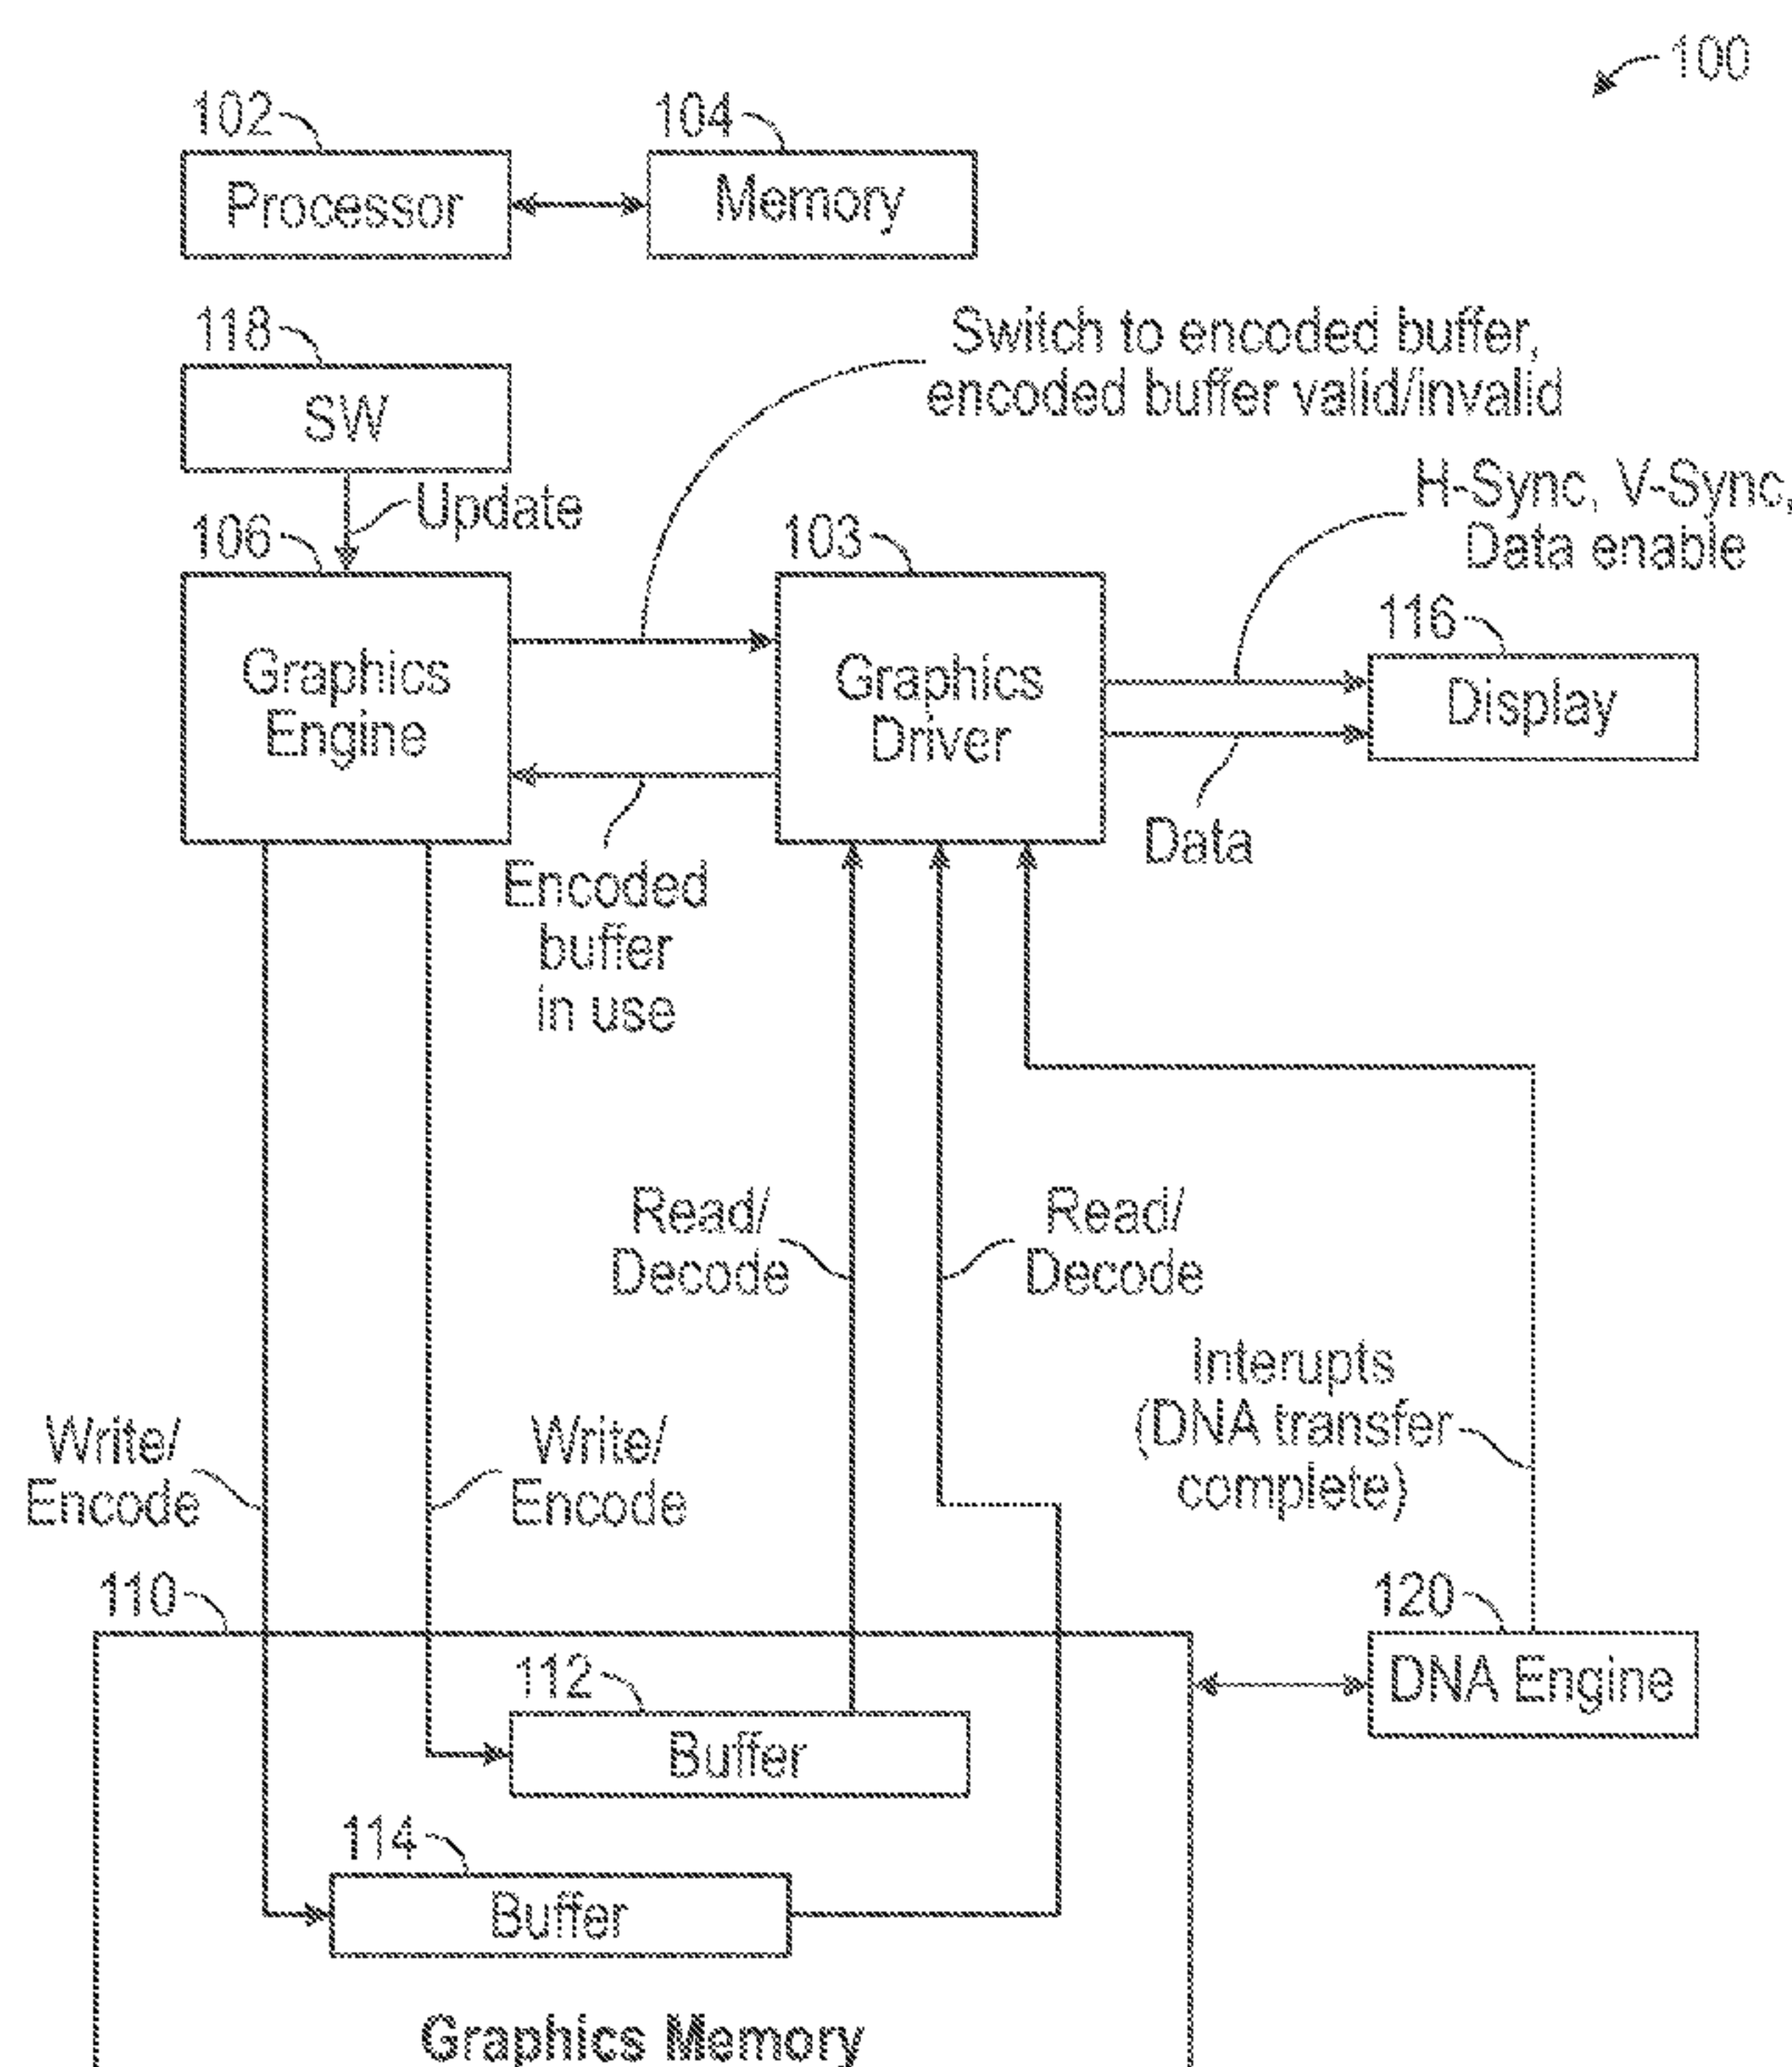 100
102
104
Processor
Memory
118
SW
Switch to encoded buffer,
encoded buffer valid/invalid
Update
H-Sync, V-Sync,
Data enable
106
103
116
Graphics
Engine
Graphics
Driver
Display
Data
Encoded
buffer
in use
Read/
Decode
Read/
Decode
Interupts
(DNA transfer
complete)
Write/
Encode
Write/
Encode
110
120
112
DNA Engine
Buffer
114
Buffer
Graphics Memory